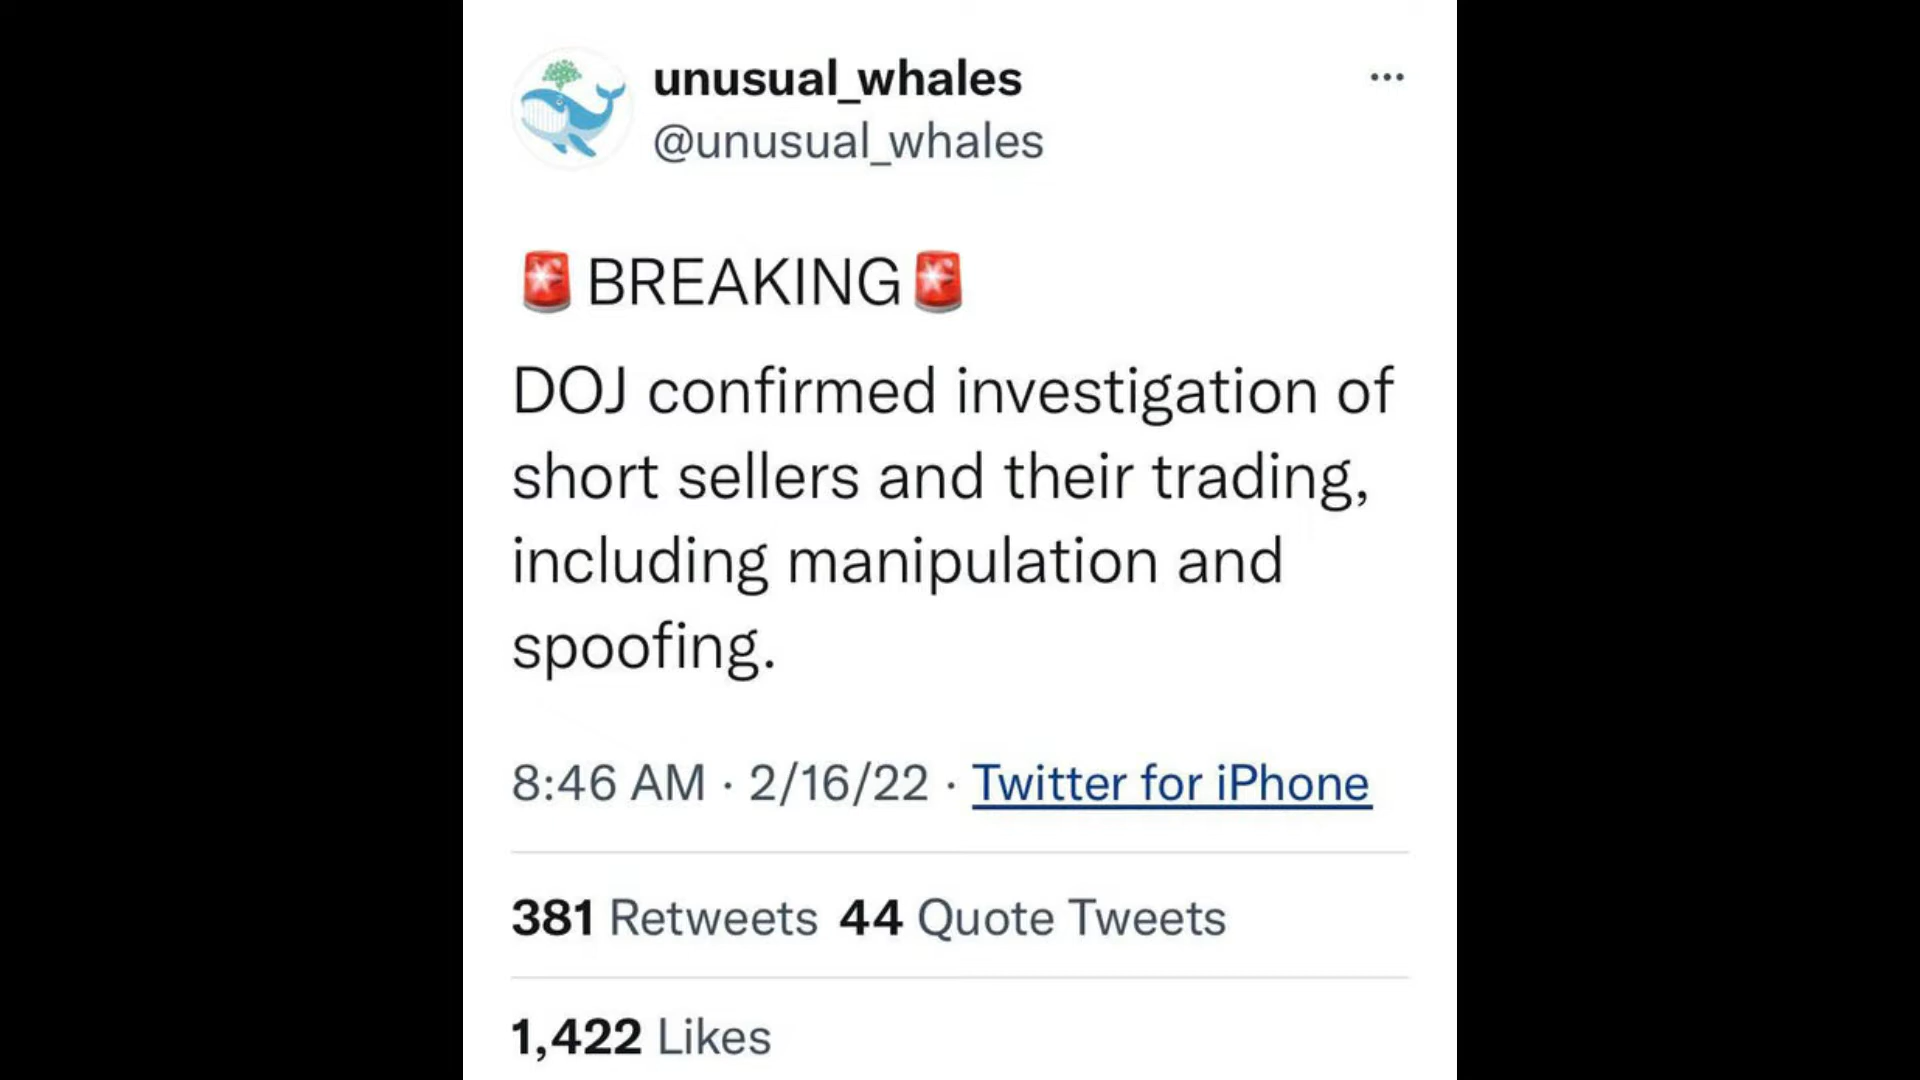 unusual_whales
@unusual_whales
🚨BREAKING🚨
DOJ confirmed investigation of
short sellers and their trading,
including manipulation and
spoofing.
8:46 AM · 2/16/22 · Twitter for iPhone
381 Retweets 44 Quote Tweets
1,422 Likes